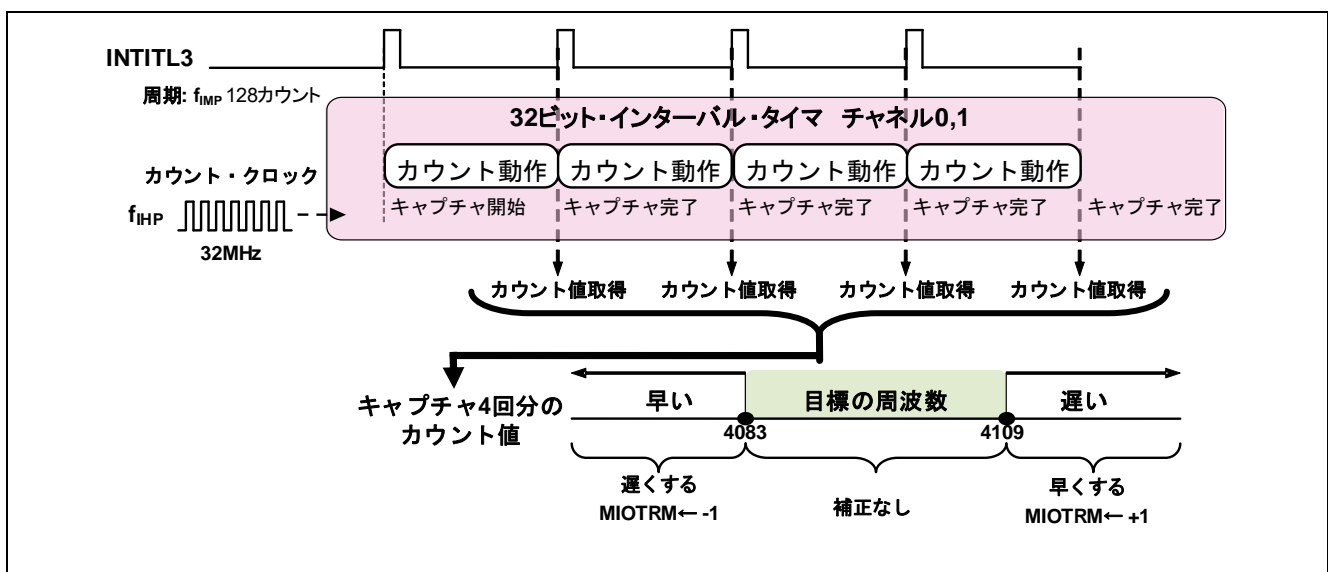 INTITL3
周期: fIMP 128カウント
32ビット・インターバル・タイマ チャネル0,1
カウント・クロック
fIHP
32MHz
カウント動作 カウント動作 カウント動作 カウント動作
キャプチャ開始 キャプチャ完了 キャプチャ完了 キャプチャ完了 キャプチャ完了
カウント値取得 カウント値取得 カウント値取得 カウント値取得
キャプチャ4回分の
カウント値
早い 目標の周波数 遅い
4083 4109
遅くする
MIOTRM← -1
補正なし
早くする
MIOTRM← +1